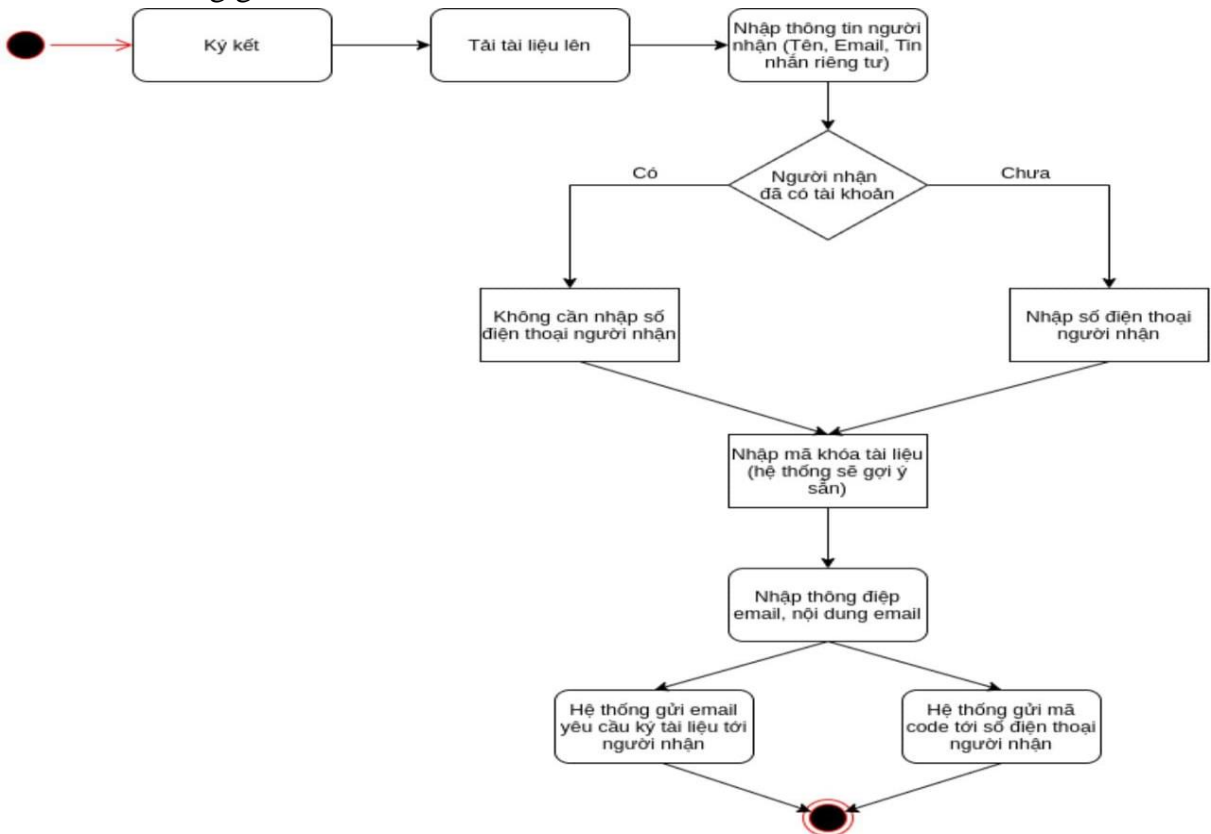 Ký kết
Tải tài liệu lên
Nhập thông tin người
nhận (Tên, Email, Tin
nhắn riêng tư)
Người nhận
đã có tài khoản
Có
Chưa
Không cần nhập số
điện thoại người nhận
Nhập số điện thoại
người nhận
Nhập mã khóa tài liệu
(hệ thống sẽ gợi ý
sẵn)
Nhập thông điệp
email, nội dung email
Hệ thống gửi email
yêu cầu ký tài liệu tới
người nhận
Hệ thống gửi mã
code tới số điện thoại
người nhận